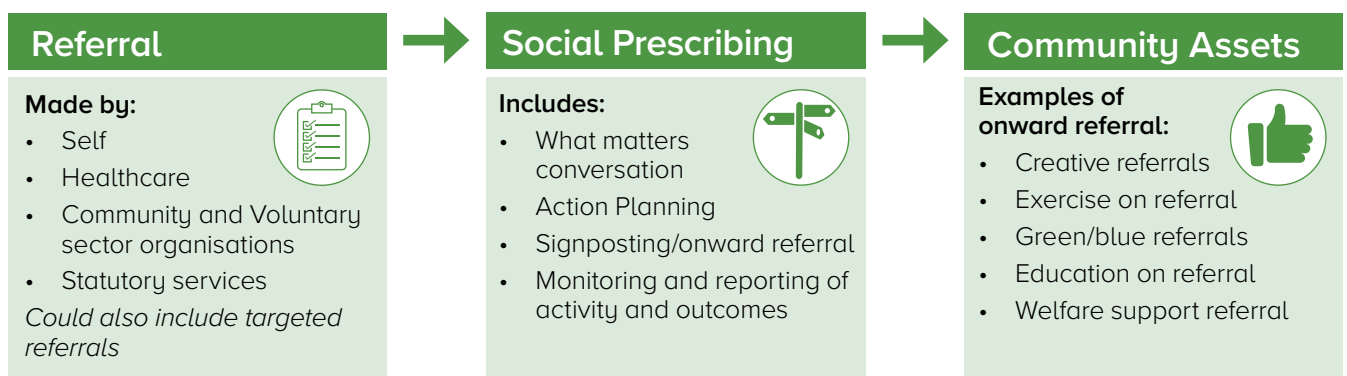 Referral
Made by:
• Self
• Healthcare
• Community and Voluntary
sector organisations
• Statutory services
Could also include targeted
referrals
Social Prescribing
Includes:
• What matters
conversation
• Action Planning
• Signposting/onward referral
• Monitoring and reporting of
activity and outcomes
Community Assets
Examples of
onward referral:
• Creative referrals
• Exercise on referral
• Green/blue referrals
• Education on referral
• Welfare support referral